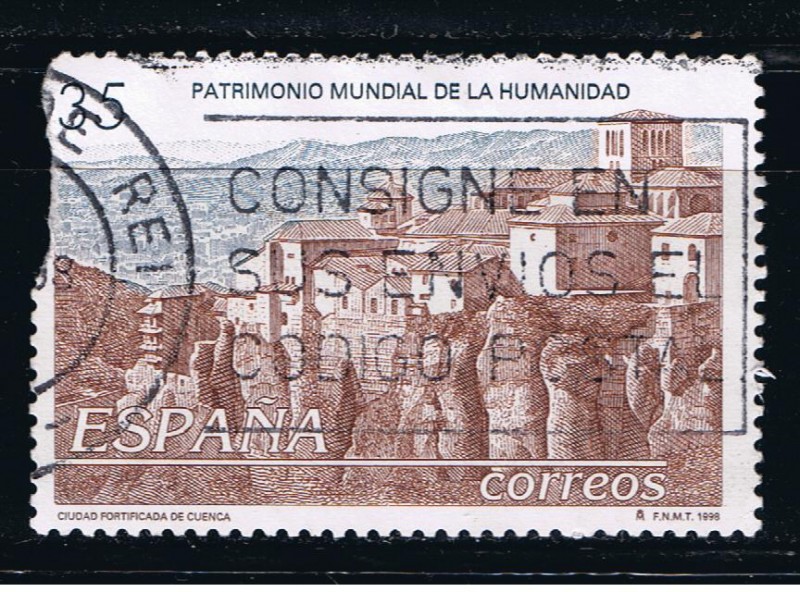 35
PATRIMONIO MUNDIAL DE LA HUMANIDAD
REI
CONSIGNE EN
SUS ENVIOS EL
CODIGO POSTAL
ESPAÑA
correos
CIUDAD FORTIFICADA DE CUENCA
F.N.M.T. 1998